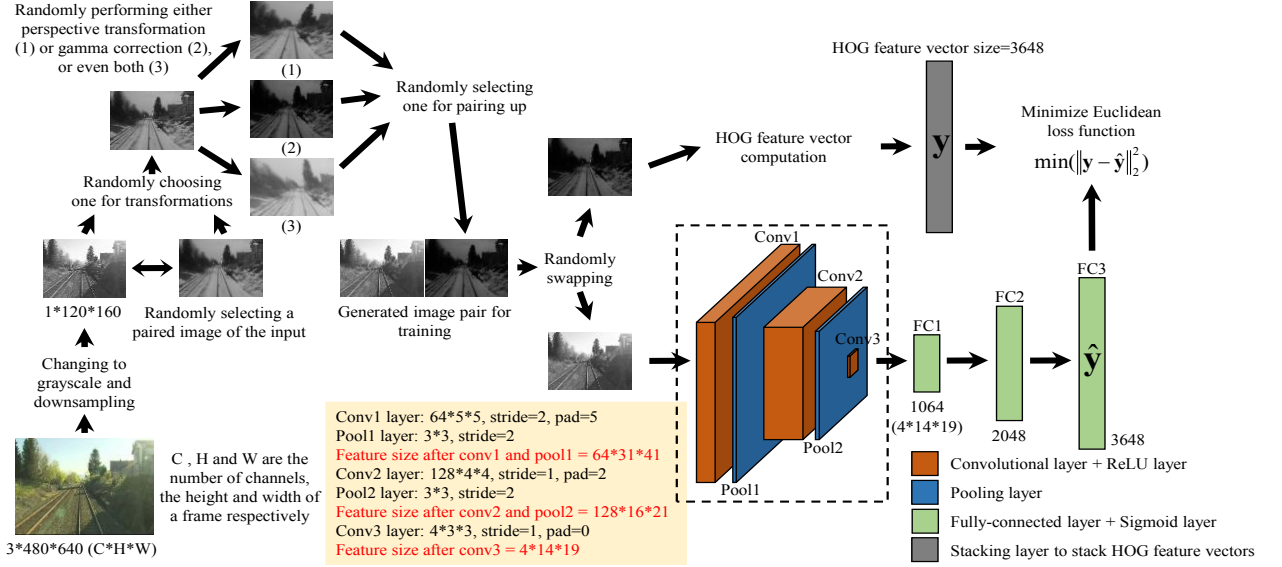 Randomly performing either
perspective transformation
(1) or gamma correction (2),
or even both (3)
(1)
(2)
(3)
Randomly selecting
one for pairing up
Randomly choosing
one for transformations
1*120*160
Randomly selecting a
paired image of the input
Changing to
grayscale and
downsampling
3*480*640 (C*H*W)
C , H and W are the
number of channels,
the height and width of
a frame respectively
Generated image pair for
training
Randomly
swapping
HOG feature vector
computation
HOG feature vector size=3648
y
Minimize Euclidean
loss function
min(‖y − ŷ‖₂²)
Conv1
Pool1
Conv2
Pool2
Conv3
FC1
1064
(4*14*19)
FC2
2048
FC3
ŷ
3648
Conv1 layer: 64*5*5, stride=2, pad=5
Pool1 layer: 3*3, stride=2
Feature size after conv1 and pool1 = 64*31*41
Conv2 layer: 128*4*4, stride=1, pad=2
Pool2 layer: 3*3, stride=2
Feature size after conv2 and pool2 = 128*16*21
Conv3 layer: 4*3*3, stride=1, pad=0
Feature size after conv3 = 4*14*19
Convolutional layer + ReLU layer
Pooling layer
Fully-connected layer + Sigmoid layer
Stacking layer to stack HOG feature vectors